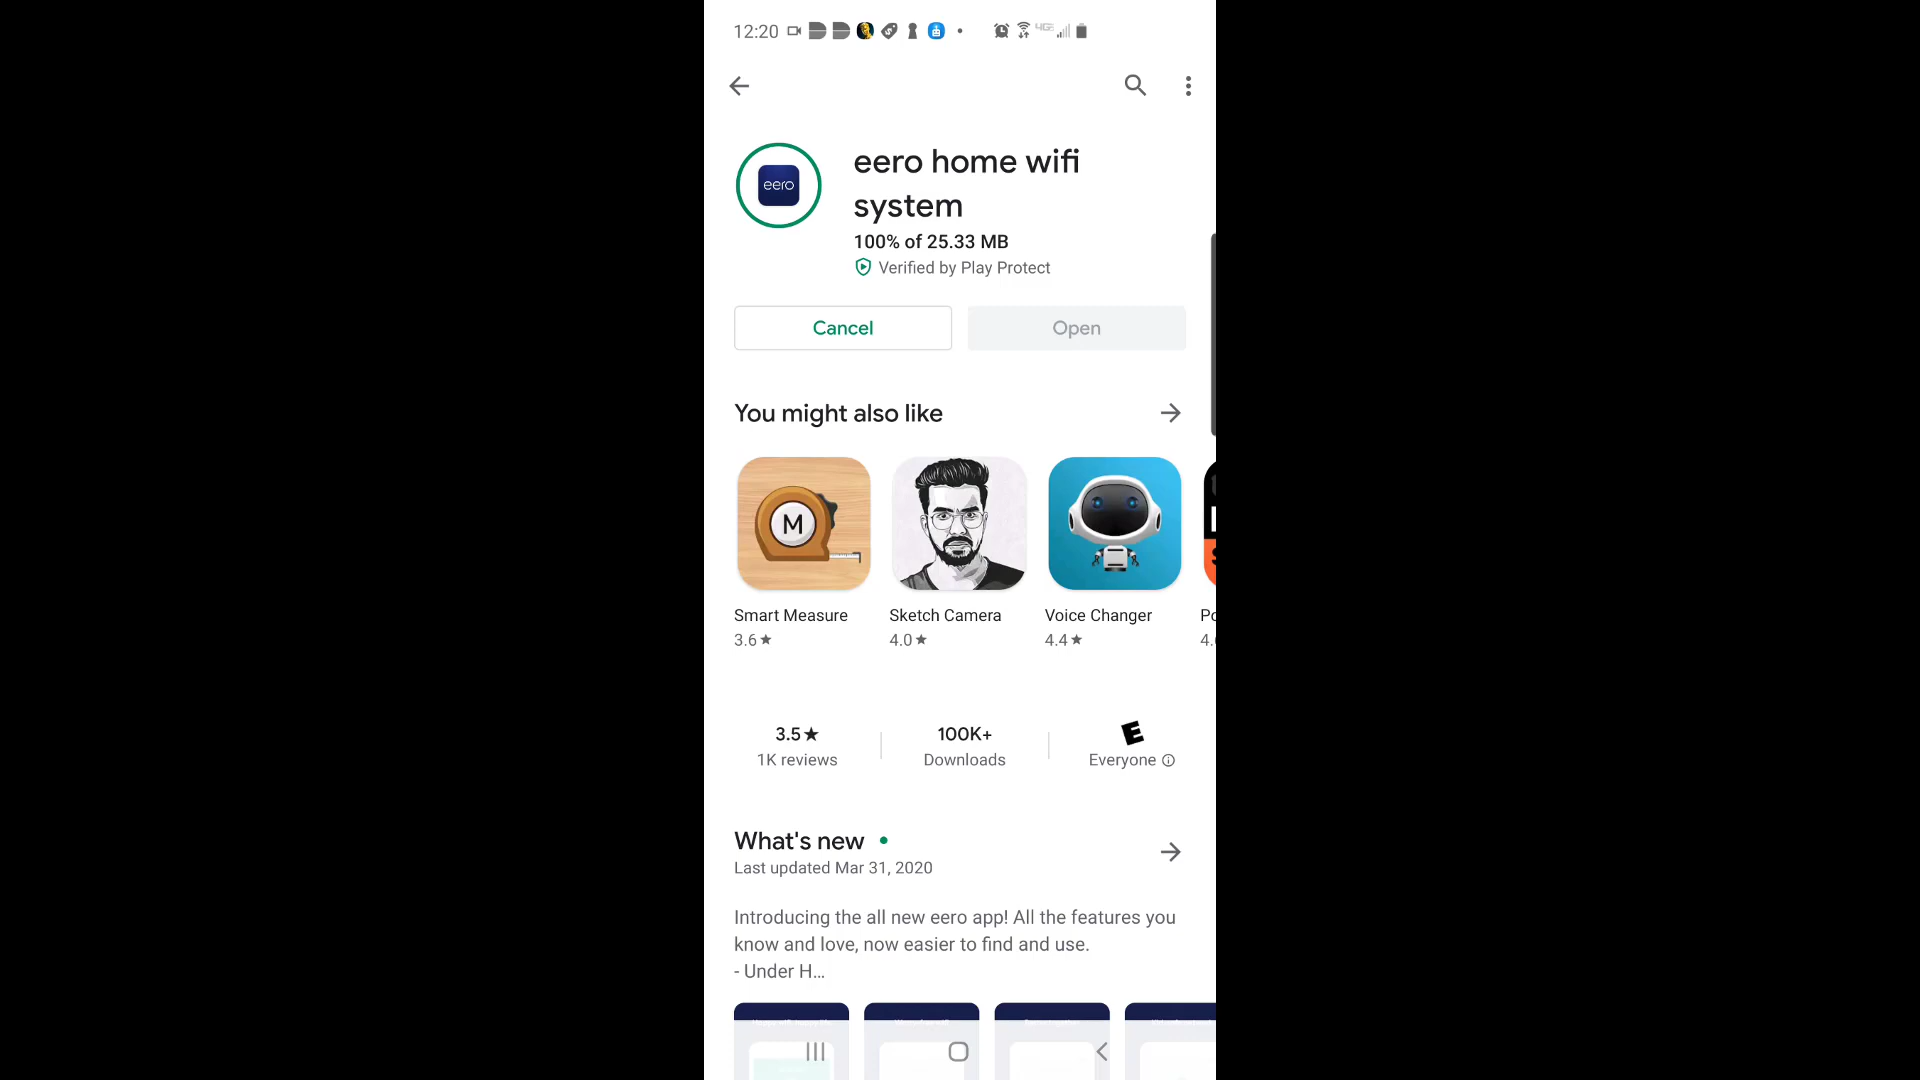 12:20
4GE
eero
eero home wifi
system
100% of 25.33 MB
Verified by Play Protect
Cancel
Open
You might also like
M
Smart Measure
Sketch Camera
Voice Changer
3.6★
4.0★
4.4★
3.5★
100K+
E
1K reviews
Downloads
Everyone
What's new
Last updated Mar 31, 2020
Introducing the all new eero app! All the features you
know and love, now easier to find and use.
- Under H...